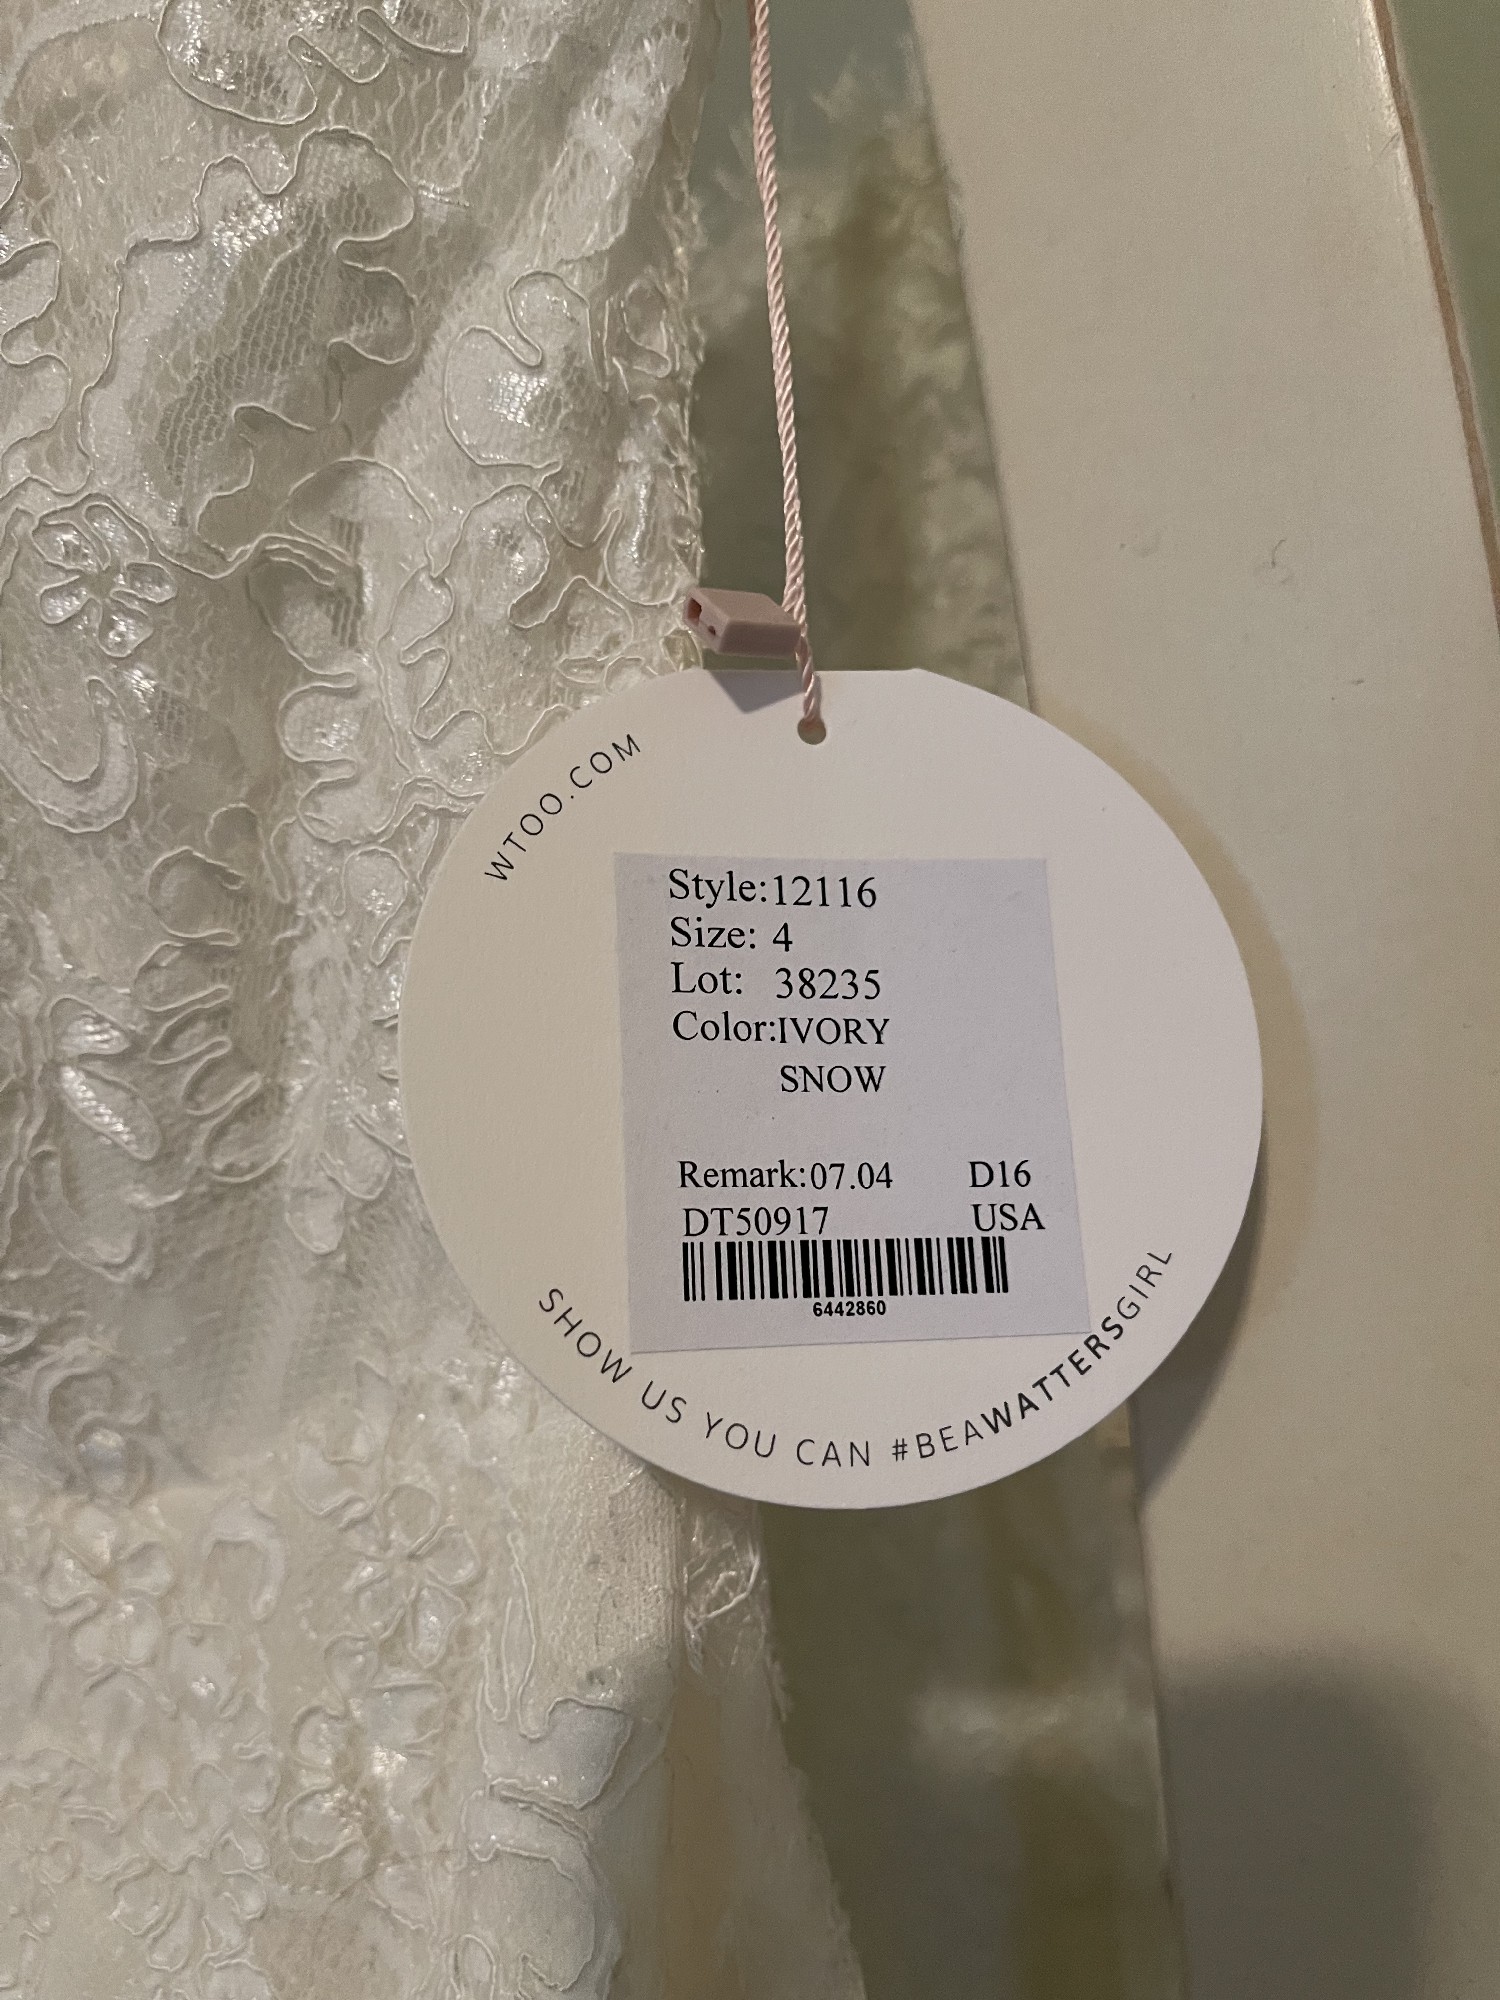 WTOO.COM
Style:12116
Size: 4
Lot: 38235
Color:IVORY
SNOW
Remark:07.04 D16
DT50917 USA
6442860
SHOW US YOU CAN #BEAWATTERSGIRL